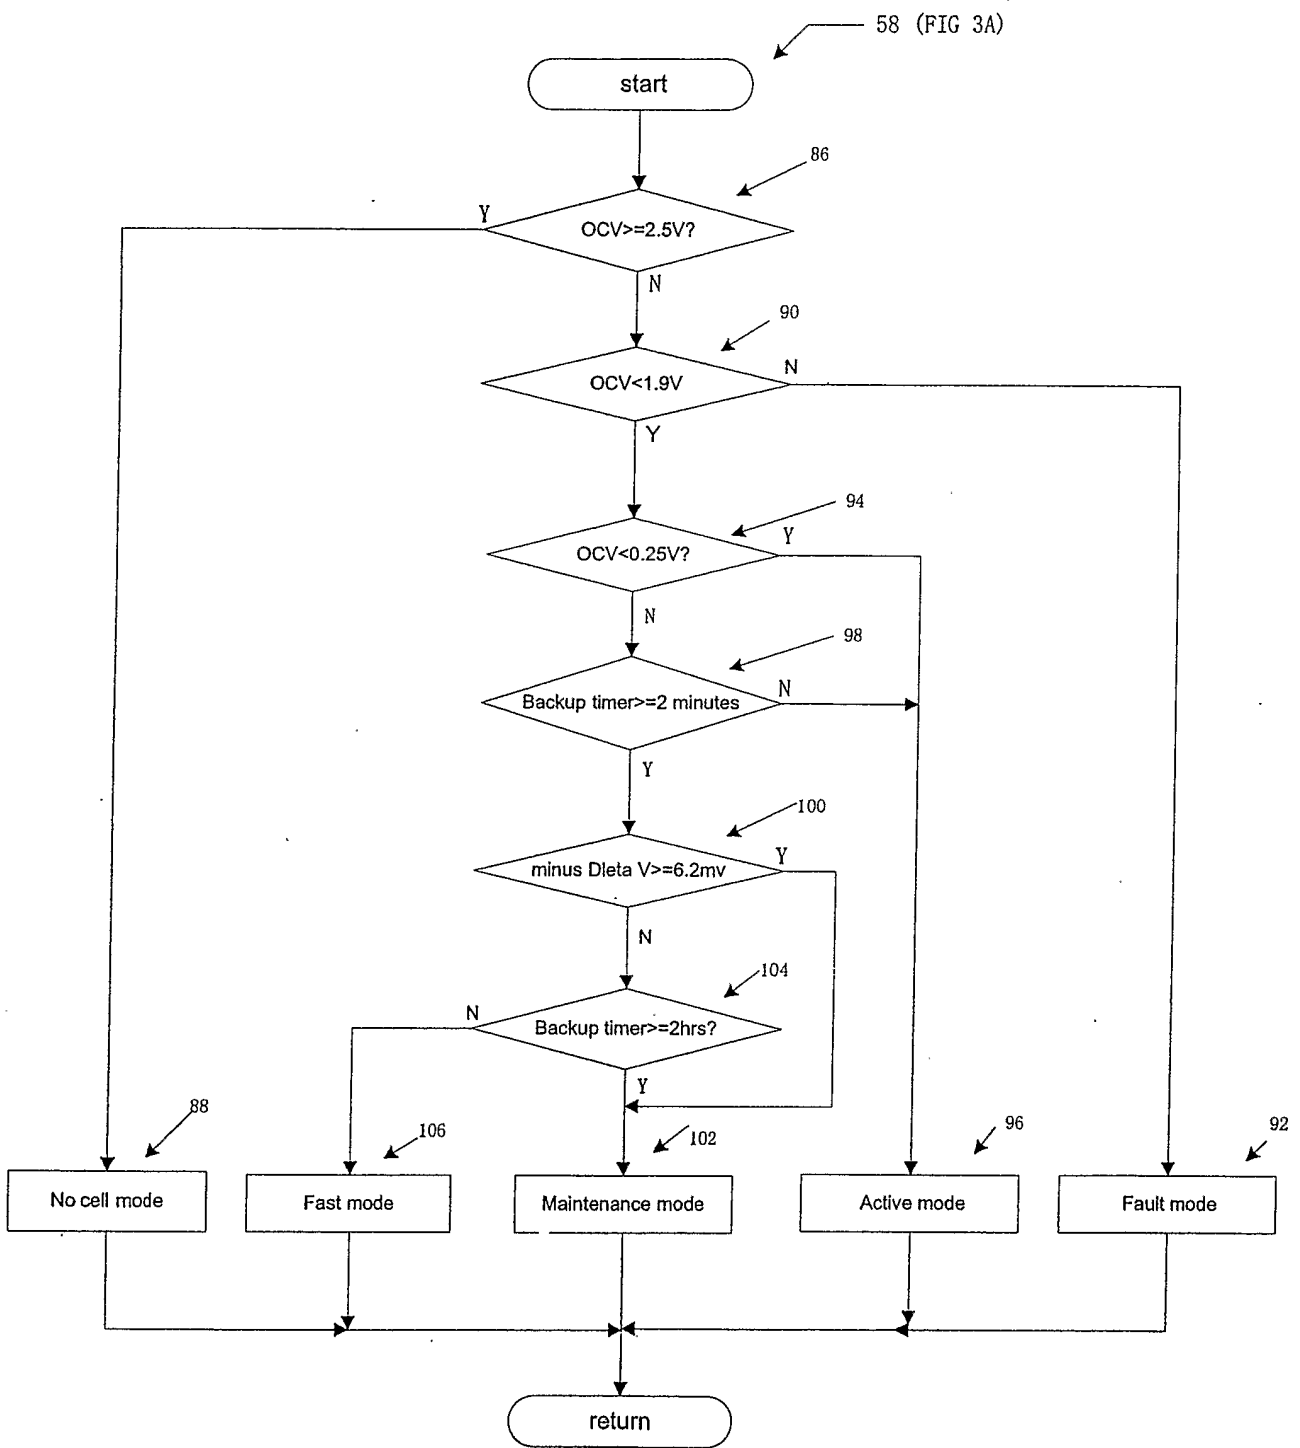 58 (FIG 3A)
start
86
Y
OCV>=2.5V?
N
90
OCV<1.9V
N
Y
94
OCV<0.25V?
Y
N
98
Backup timer>=2 minutes
N
Y
100
minus Dleta V>=6.2mv
Y
N
104
N
Backup timer>=2hrs?
Y
88
106
102
96
92
No cell mode
Fast mode
Maintenance mode
Active mode
Fault mode
return